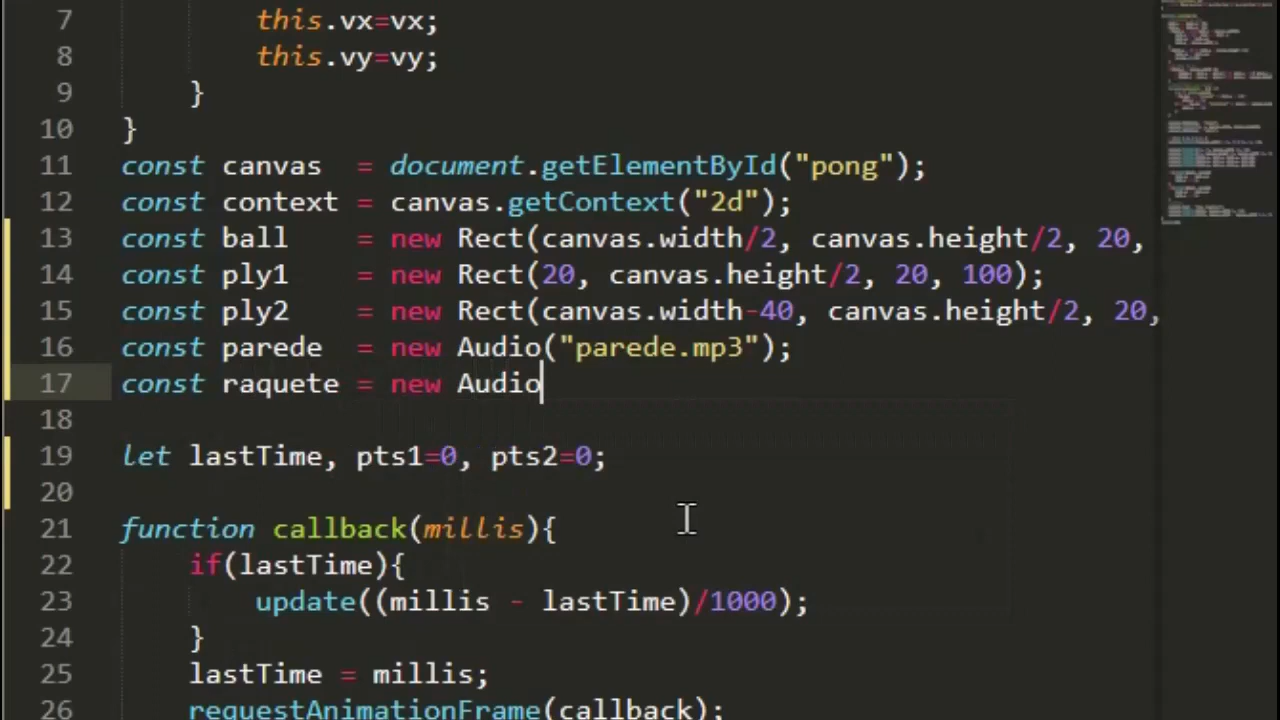 7 this.vx=vx;
8 this.vy=vy;
9 }
10 }
11 const canvas = document.getElementById("pong");
12 const context = canvas.getContext("2d");
13 const ball = new Rect(canvas.width/2, canvas.height/2, 20,
14 const ply1 = new Rect(20, canvas.height/2, 20, 100);
15 const ply2 = new Rect(canvas.width-40, canvas.height/2, 20,
16 const parede = new Audio("parede.mp3");
17 const raquete = new Audio
18
19 let lastTime, pts1=0, pts2=0;
20
21 function callback(millis){
22 if(lastTime){
23 update((millis - lastTime)/1000);
24 }
25 lastTime = millis;
26 requestAnimationFrame(callback);